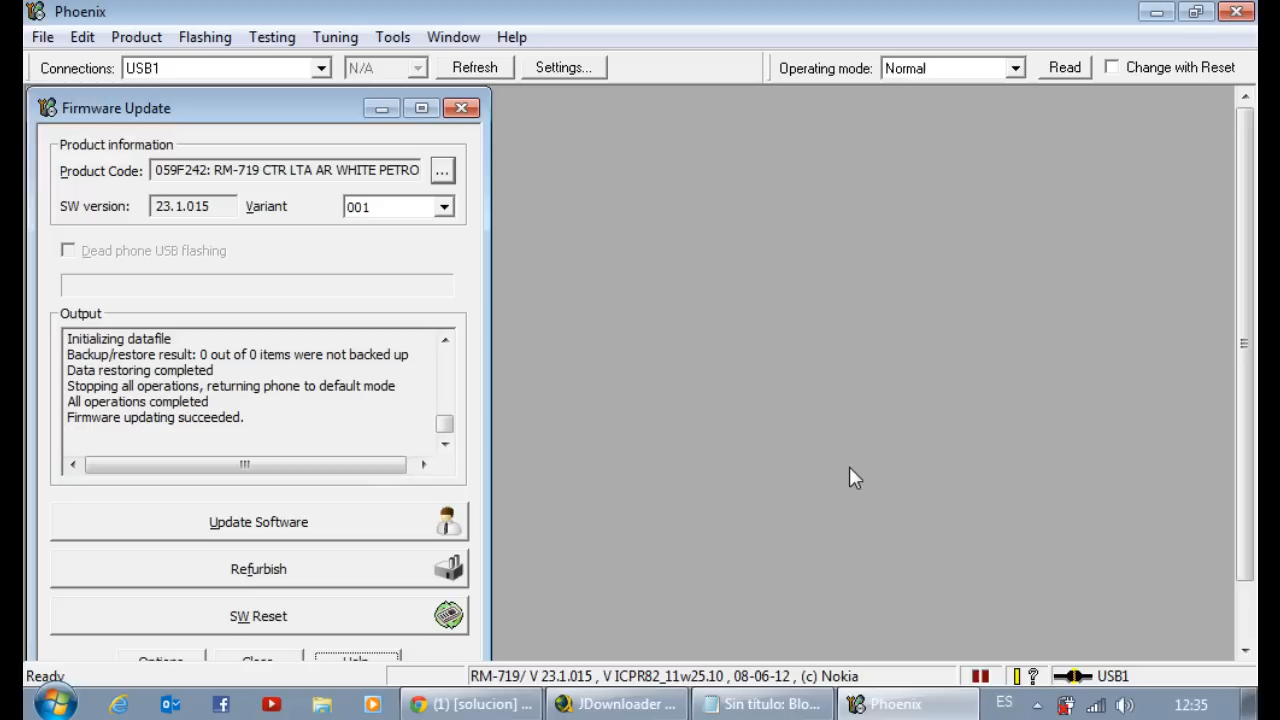 Phoenix
File Edit Product Flashing Testing Tuning Tools Window Help
Connections: USB1 N/A Refresh Settings... Operating mode: Normal Read Change with Reset
Firmware Update
Product information
Product Code: 059F242: RM-719 CTR LTA AR WHITE PETRO ...
SW version: 23.1.015 Variant 001
Dead phone USB flashing
Output
Initializing datafile
Backup/restore result: 0 out of 0 items were not backed up
Data restoring completed
Stopping all operations, returning phone to default mode
All operations completed
Firmware updating succeeded.
Update Software
Refurbish
SW Reset
Options Close Help
Ready RM-719/ V 23.1.015 , V ICPR82_11w25.10 , 08-06-12 , (c) Nokia USB1
(1) [solucion] ... JDownloader ... Sin título: Blo... Phoenix ES 12:35